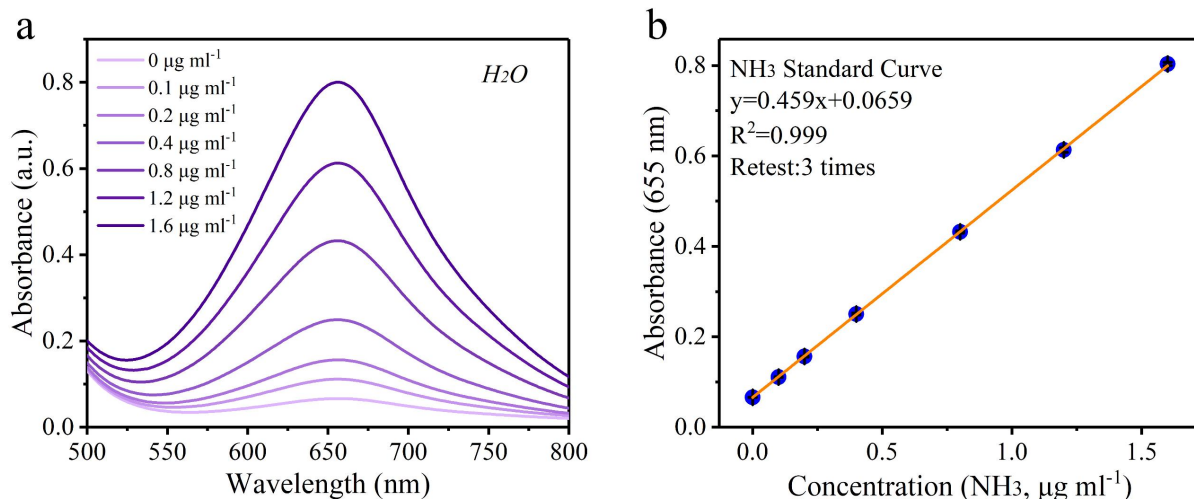 a
0 μg ml⁻¹
0.1 μg ml⁻¹
0.2 μg ml⁻¹
0.4 μg ml⁻¹
0.8 μg ml⁻¹
1.2 μg ml⁻¹
1.6 μg ml⁻¹
H₂O
Absorbance (a.u.)
0.8
0.6
0.4
0.2
0.0
500 550 600 650 700 750 800
Wavelength (nm)
b
NH₃ Standard Curve
y=0.459x+0.0659
R²=0.999
Retest:3 times
Absorbance (655 nm)
0.8
0.6
0.4
0.2
0.0
0.0 0.5 1.0 1.5
Concentration (NH₃, μg ml⁻¹)